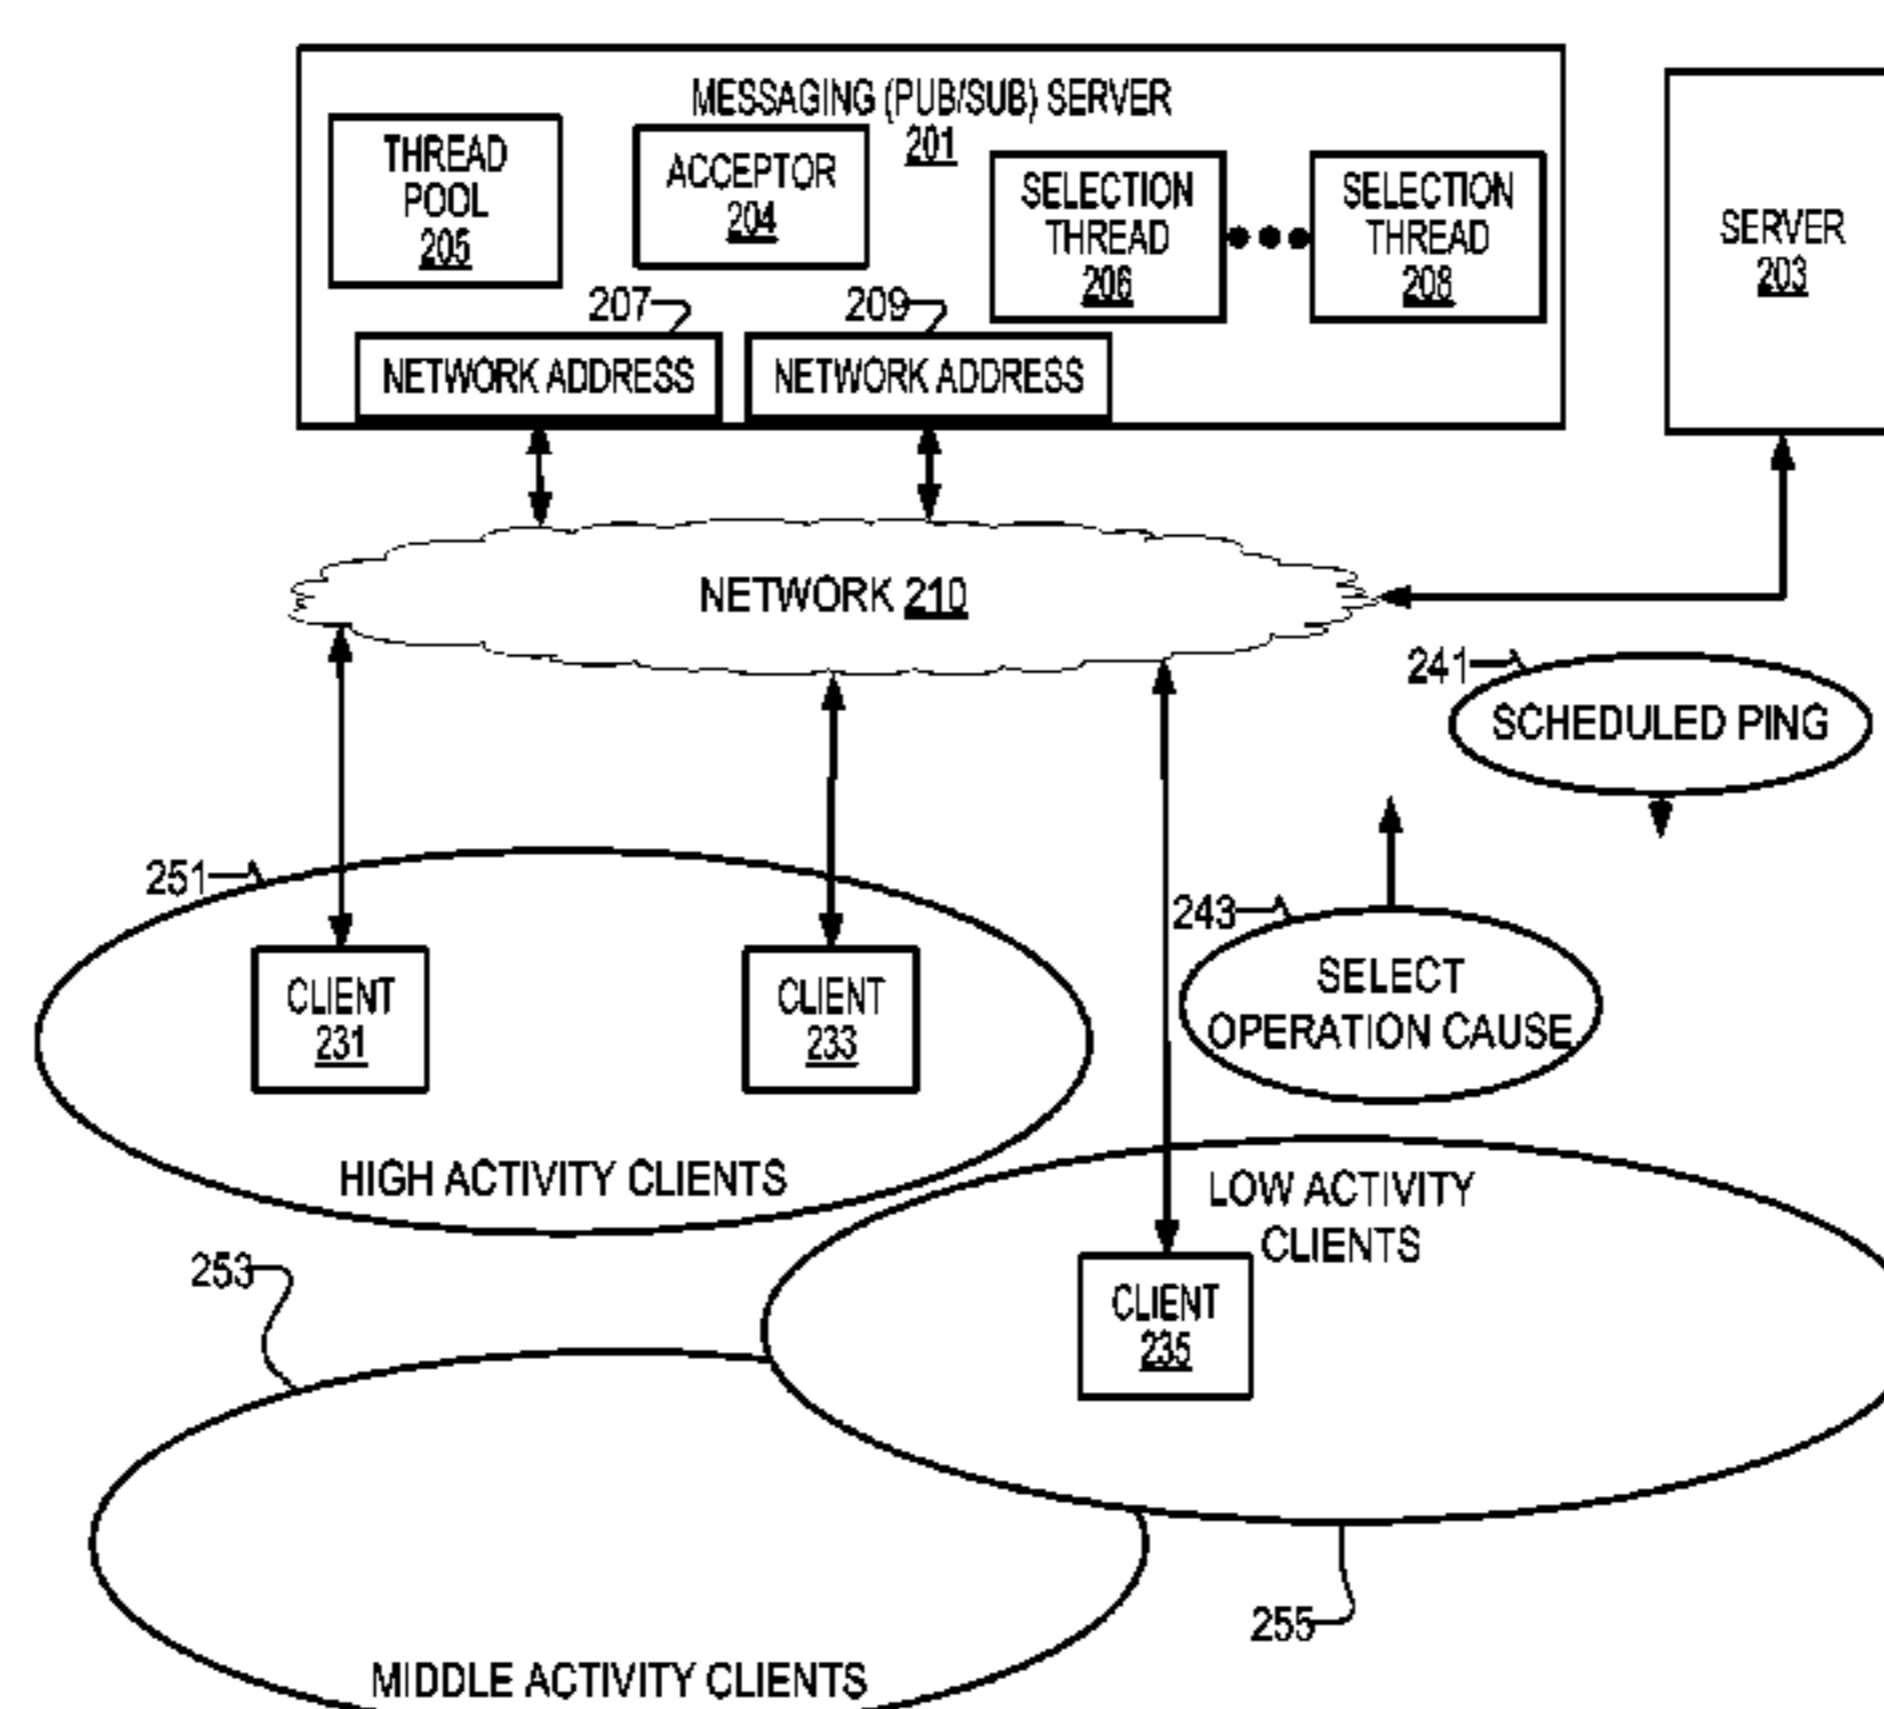 MESSAGING (PUB/SUB) SERVER
201
THREAD
POOL
205
ACCEPTOR
204
SELECTION
THREAD
206
SELECTION
THREAD
208
SERVER
203
207
209
NETWORK ADDRESS
NETWORK ADDRESS
NETWORK 210
241
SCHEDULED PING
251
243
SELECT
OPERATION CAUSE
CLIENT
231
CLIENT
233
HIGH ACTIVITY CLIENTS
LOW ACTIVITY
CLIENTS
253
CLIENT
235
255
MIDDLE ACTIVITY CLIENTS